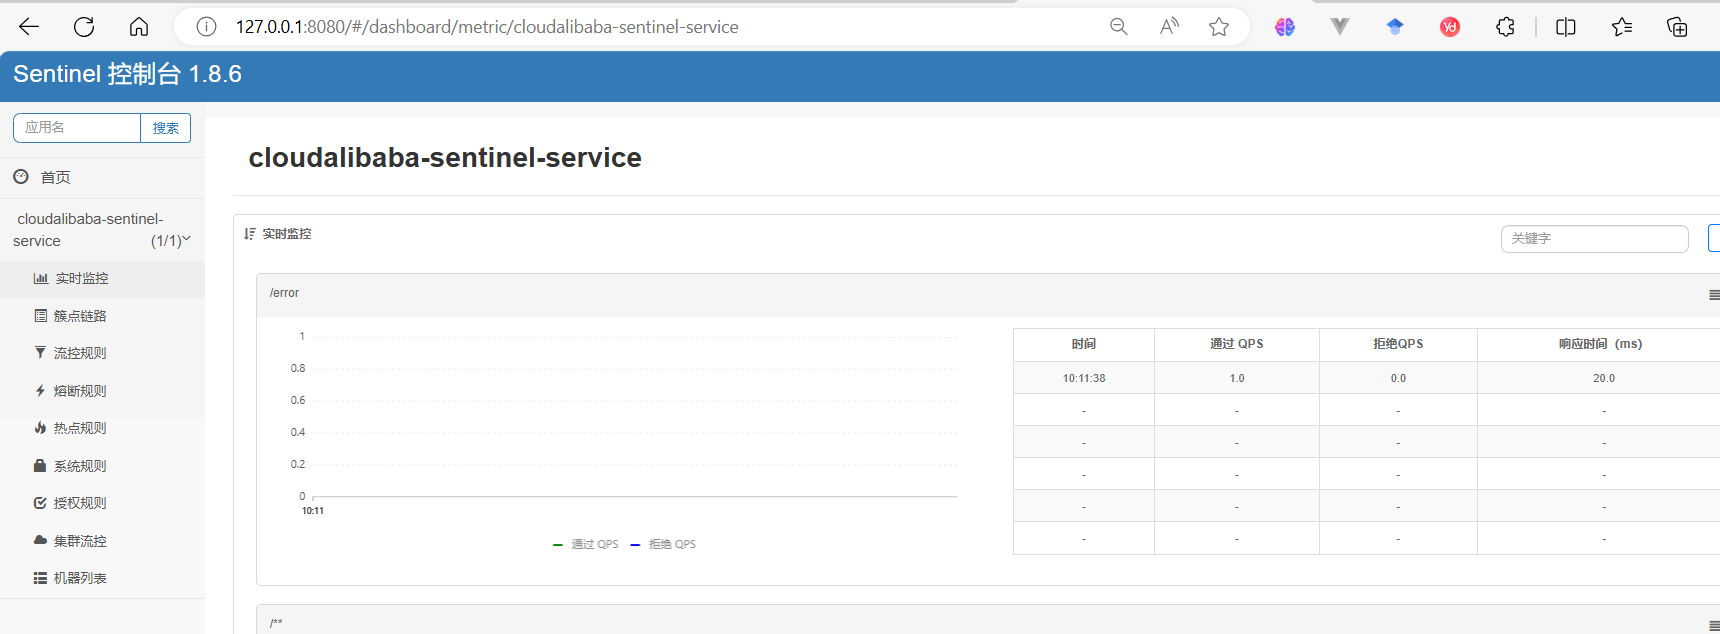 127.0.0.1:8080/#/dashboard/metric/cloudalibaba-sentinel-service
Sentinel 控制台 1.8.6
应用名 搜索
首页
cloudalibaba-sentinel-
service (1/1)
实时监控
簇点链路
流控规则
熔断规则
热点规则
系统规则
授权规则
集群流控
机器列表
cloudalibaba-sentinel-service
实时监控 关键字
/error
1
0.8
0.6
0.4
0.2
0
10:11
通过 QPS 拒绝 QPS
时间 通过 QPS 拒绝QPS 响应时间（ms）
10:11:38 1.0 0.0 20.0
- - - -
- - - -
- - - -
- - - -
- - - -
/**